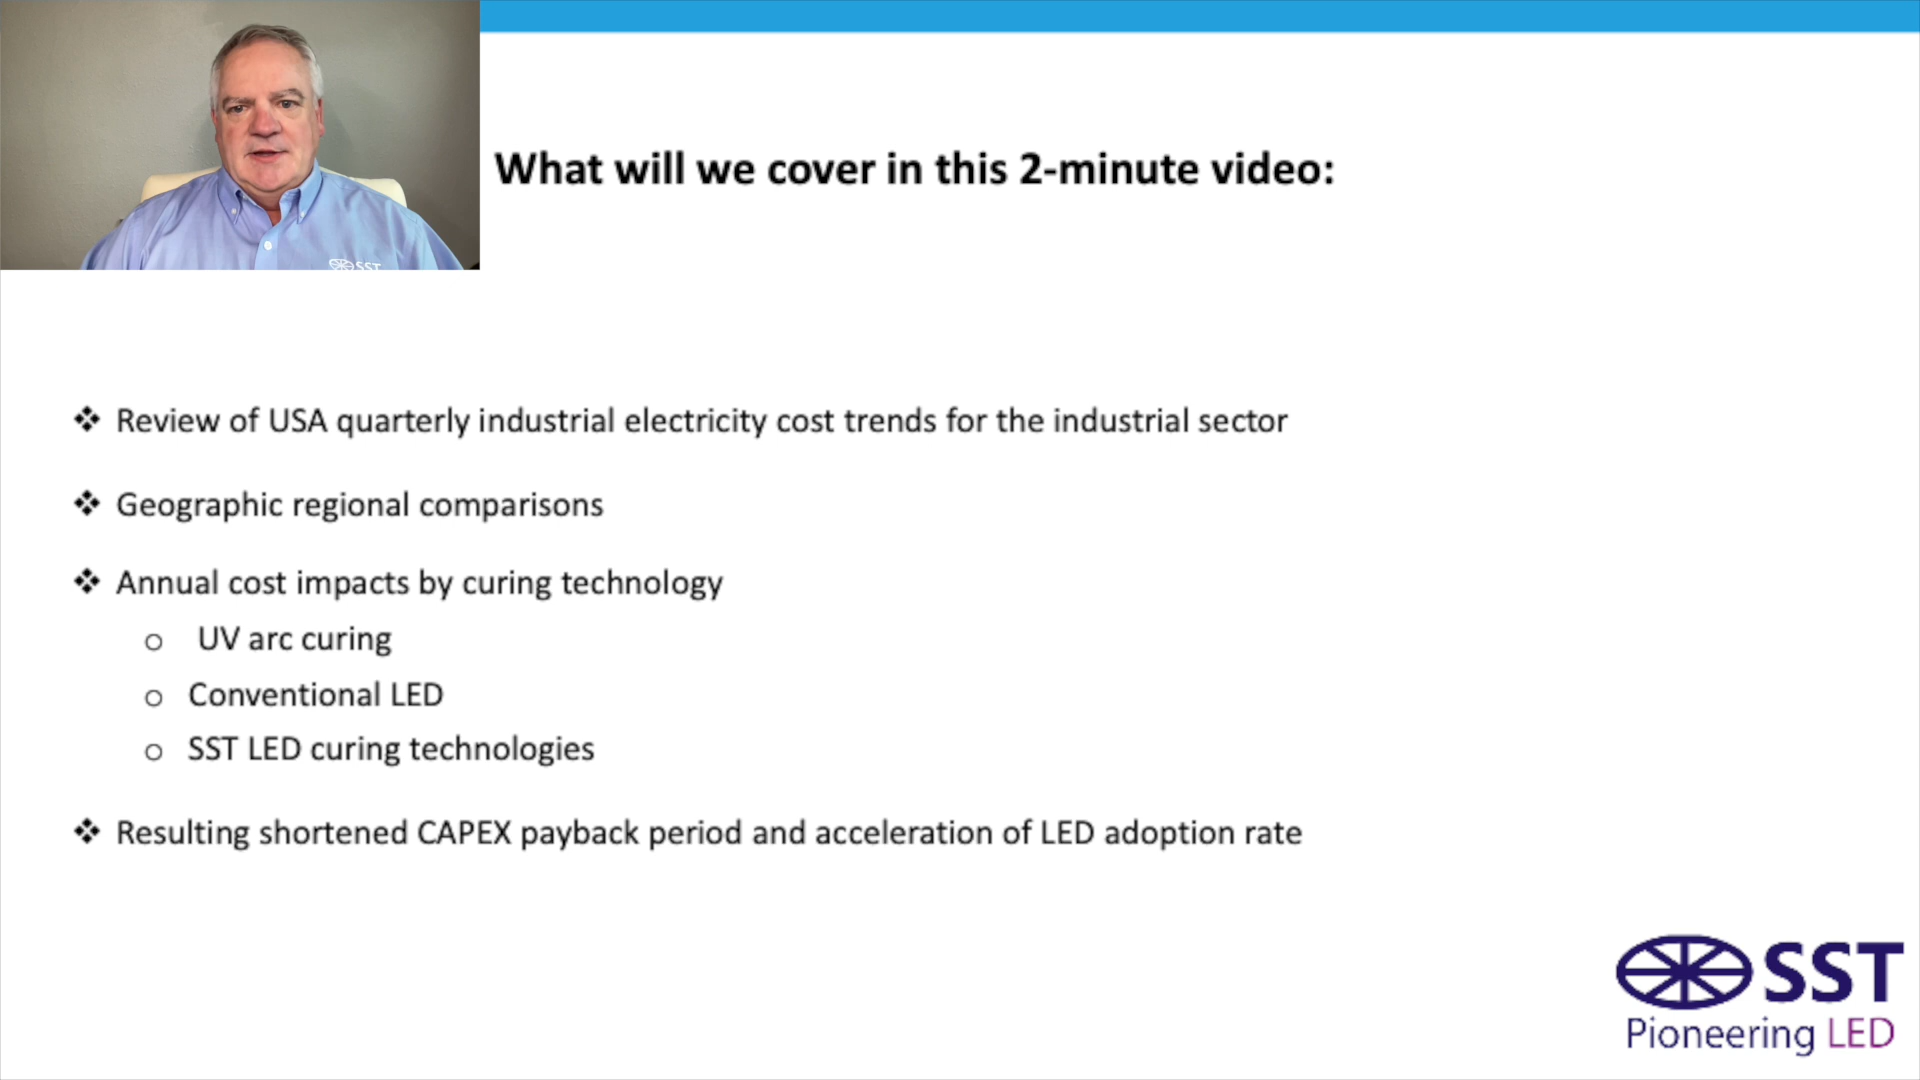 SST
What will we cover in this 2-minute video:
❖ Review of USA quarterly industrial electricity cost trends for the industrial sector
❖ Geographic regional comparisons
❖ Annual cost impacts by curing technology
o UV arc curing
o Conventional LED
o SST LED curing technologies
❖ Resulting shortened CAPEX payback period and acceleration of LED adoption rate
SST
Pioneering LED